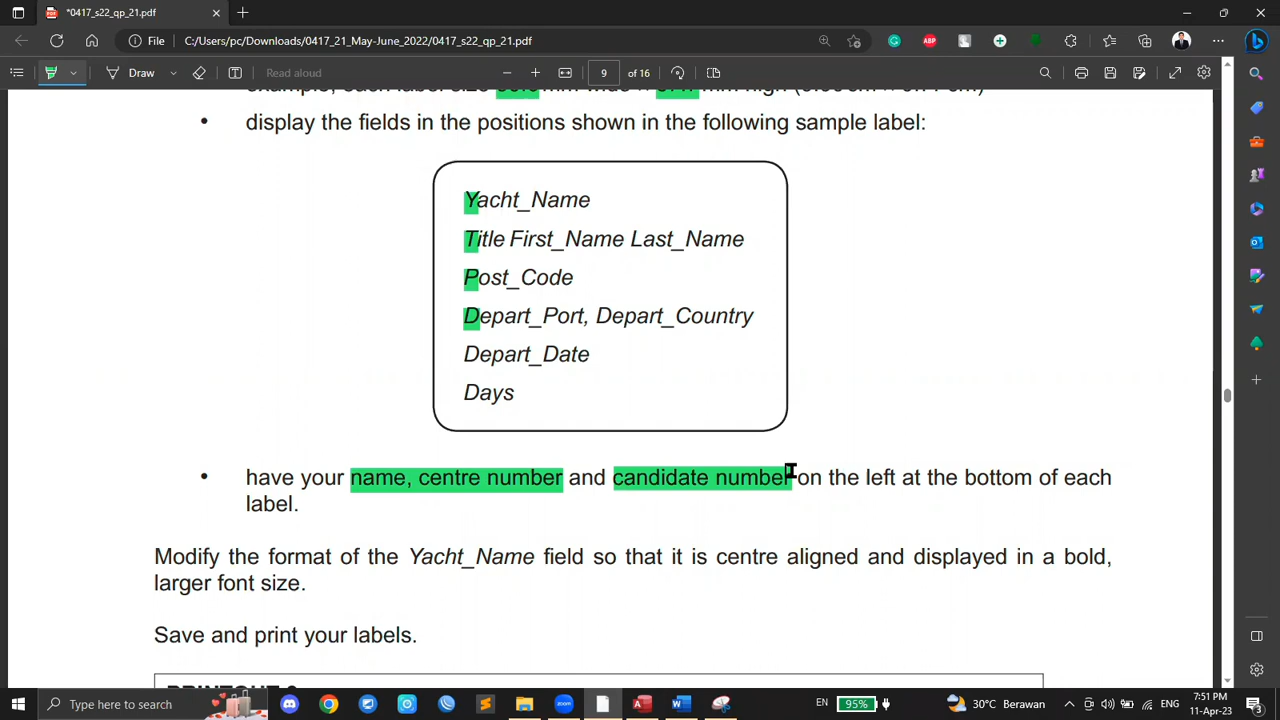 *0417_s22_qp_21.pdf
File C:/Users/pc/Downloads/0417_21_May-June_2022/0417_s22_qp_21.pdf
Draw Read aloud 9 of 16
display the fields in the positions shown in the following sample label:
Yacht_Name
Title First_Name Last_Name
Post_Code
Depart_Port, Depart_Country
Depart_Date
Days
have your name, centre number and candidate number on the left at the bottom of each
label.
Modify the format of the Yacht_Name field so that it is centre aligned and displayed in a bold,
larger font size.
Save and print your labels.
Type here to search
EN 95% 30°C Berawan ENG 7:51 PM
11-Apr-23